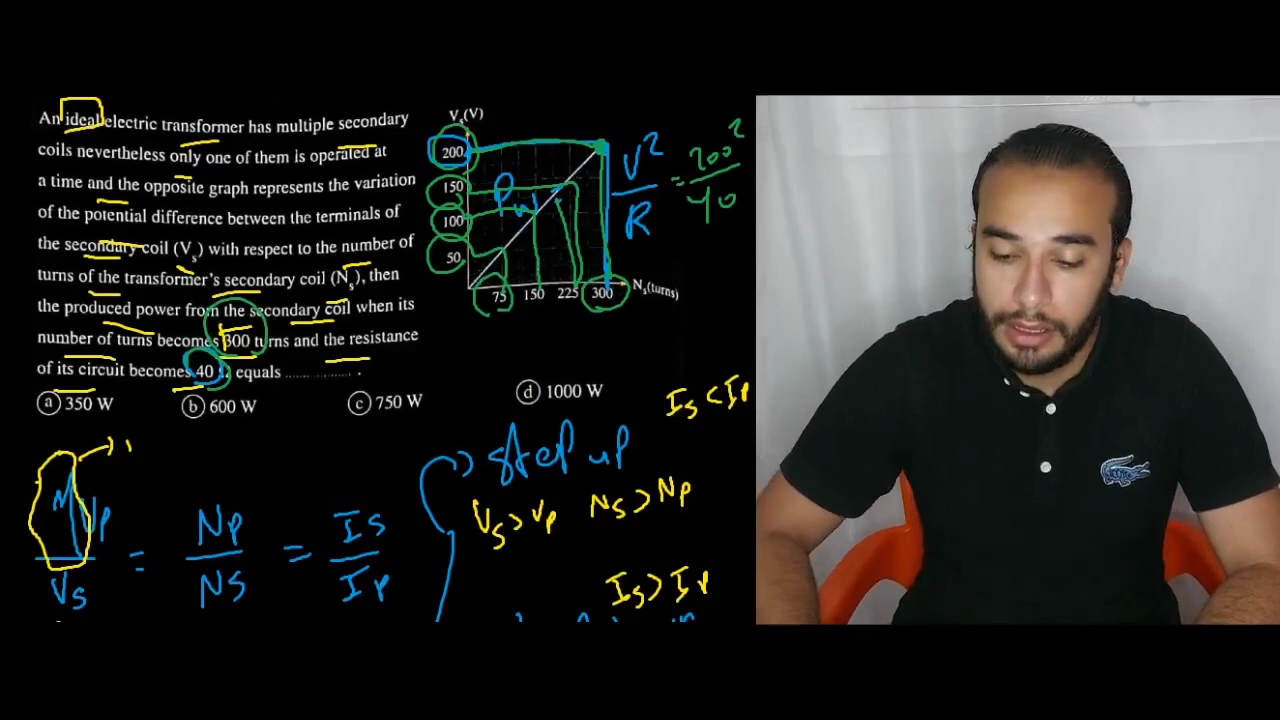 An ideal electric transformer has multiple secondary
coils nevertheless only one of them is operated at
a time and the opposite graph represents the variation
of the potential difference between the terminals of
the secondary coil (Vs) with respect to the number of
turns of the transformer's secondary coil (Ns), then
the produced power from the secondary coil when its
number of turns becomes 300 turns and the resistance
of its circuit becomes 40 Ω equals .................. .
a 350 W
b 600 W
c 750 W
d 1000 W
Vs(V)
200
150
100
50
75 150 225 300 Ns(turns)
Pw
V²/R = 200²/40
Is < Ip
step up
Vs > Vp Ns > Np
Vp/Vs = Np/Ns = Is/Ip
Is > Ip